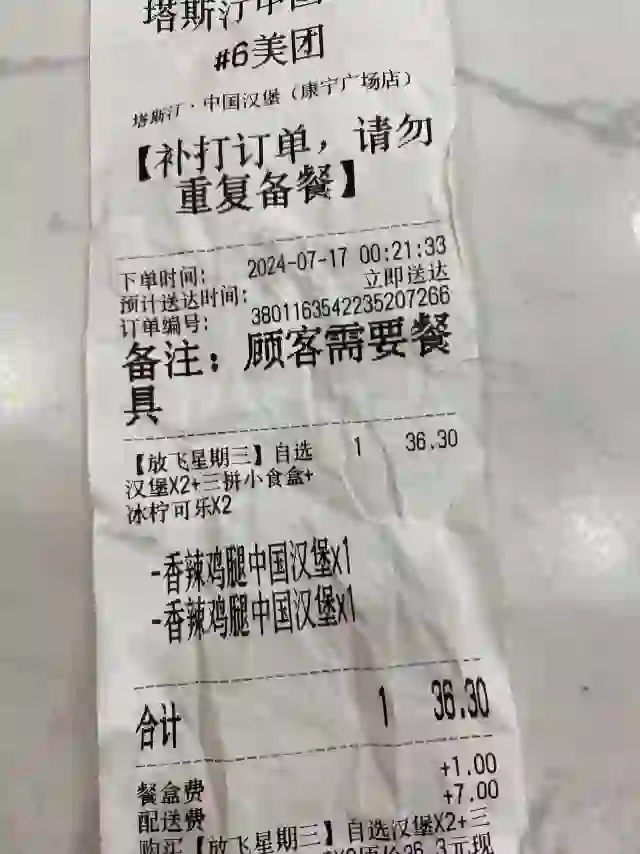 塔斯汀中国
#6美团
塔斯汀·中国汉堡（康宁广场店）
【补打订单，请勿
重复备餐】
下单时间： 2024-07-17 00:21:33
预计送达时间： 立即送达
订单编号： 3801163542235207266
备注：顾客需要餐
具
【放飞星期三】自选 1 36.30
汉堡X2+三拼小食盒+
冰柠可乐X2
-香辣鸡腿中国汉堡x1
-香辣鸡腿中国汉堡x1
合计 1 36.30
餐盒费 +1.00
配送费 +7.00
购买【放飞星期三】自选汉堡X2+三
36.3元现